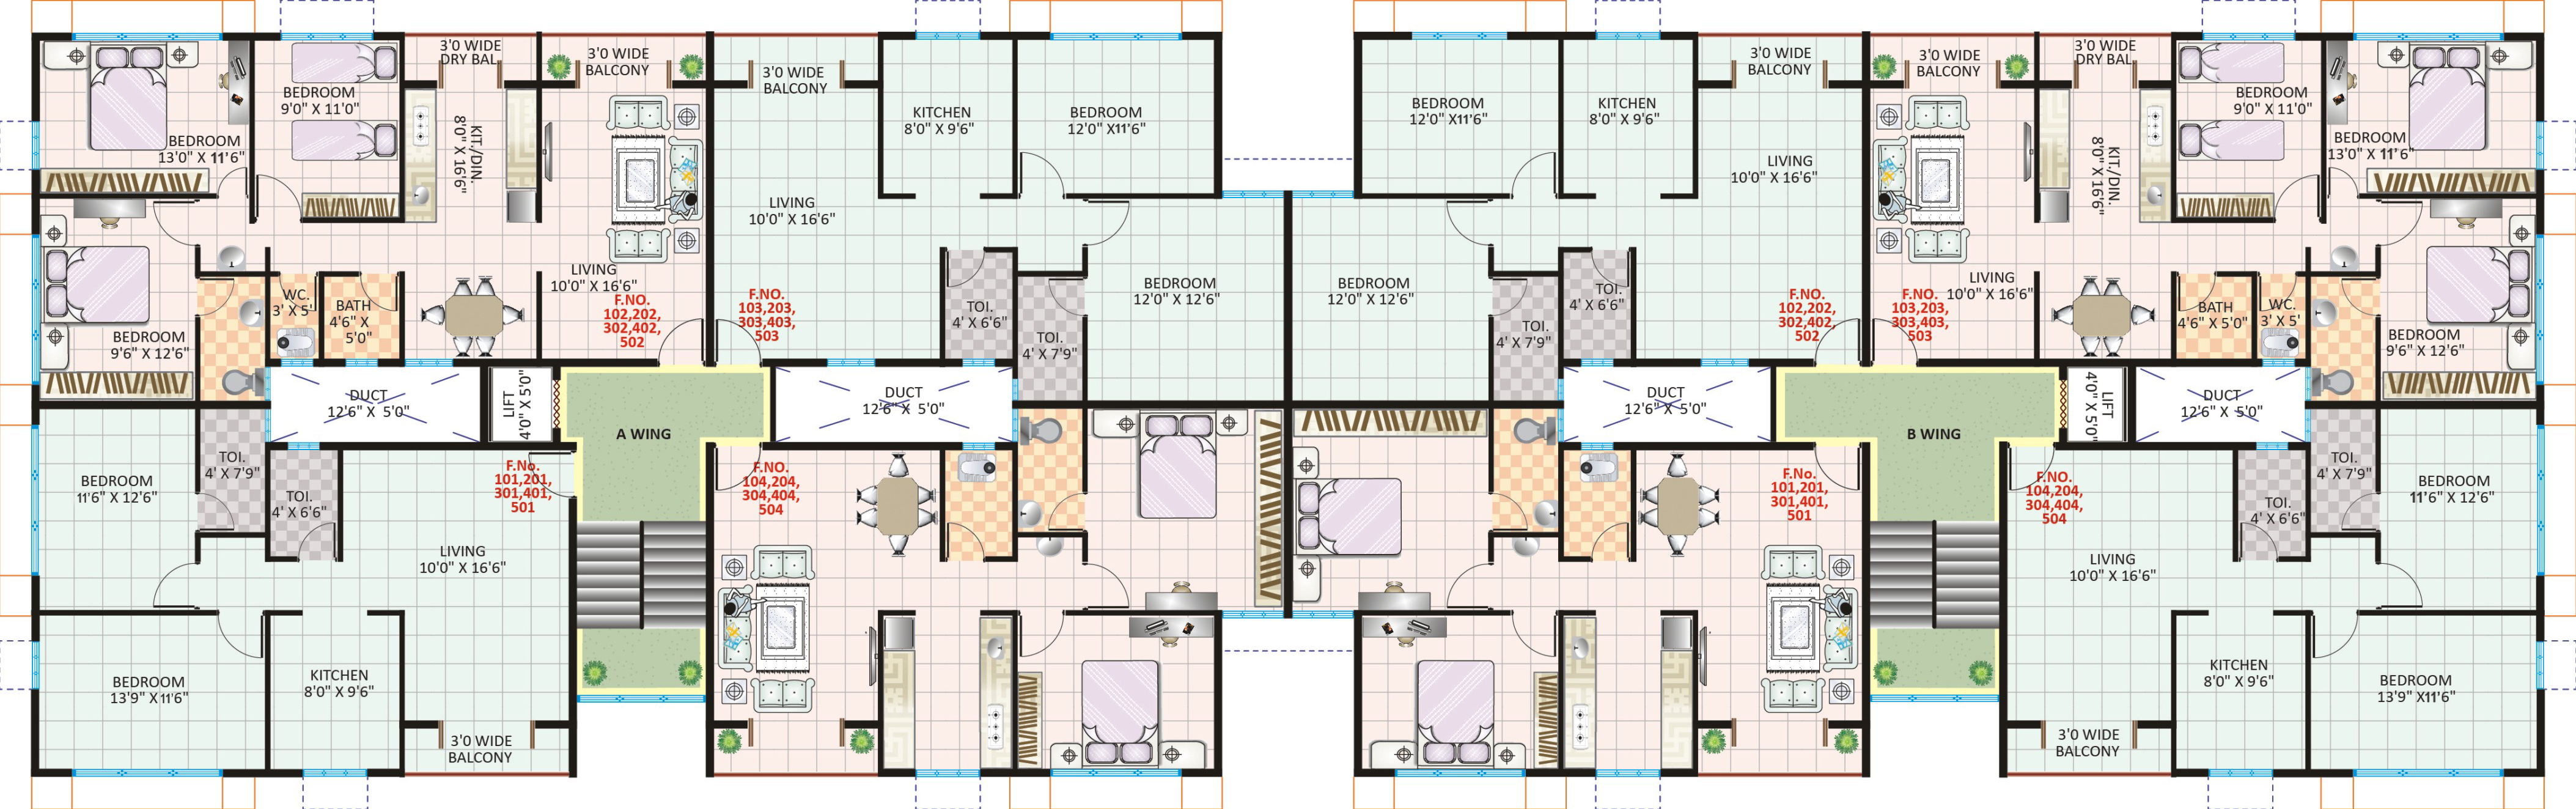 3'0 WIDE
DRY BAL.
3'0 WIDE
BALCONY
3'0 WIDE
BALCONY
BEDROOM
9'0" X 11'0"
BEDROOM
13'0" X 11'6"
KIT./DIN.
8'0" X 16'6"
KITCHEN
8'0" X 9'6"
BEDROOM
12'0" X11'6"
LIVING
10'0" X 16'6"
LIVING
10'0" X 16'6"
F.NO.
102,202,
302,402,
502
F.NO.
103,203,
303,403,
503
BEDROOM
12'0" X 12'6"
WC.
3' X 5'
BATH
4'6" X
5'0"
TOI.
4' X 6'6"
TOI.
4' X 7'9"
BEDROOM
9'6" X 12'6"
DUCT
12'6" X 5'0"
LIFT
4'0" X 5'0"
A WING
DUCT
12'6" X 5'0"
BEDROOM
11'6" X 12'6"
TOI.
4' X 7'9"
TOI.
4' X 6'6"
F.No.
101,201,
301,401,
501
F.NO.
104,204,
304,404,
504
LIVING
10'0" X 16'6"
BEDROOM
13'9" X11'6"
KITCHEN
8'0" X 9'6"
3'0 WIDE
BALCONY
BEDROOM
12'0" X11'6"
KITCHEN
8'0" X 9'6"
3'0 WIDE
BALCONY
3'0 WIDE
BALCONY
3'0 WIDE
DRY BAL.
BEDROOM
9'0" X 11'0"
BEDROOM
13'0" X 11'6"
KIT./DIN.
8'0" X 16'6"
LIVING
10'0" X 16'6"
BEDROOM
12'0" X 12'6"
TOI.
4' X 7'9"
TOI.
4' X 6'6"
F.NO.
102,202,
302,402,
502
LIVING
10'0" X 16'6"
F.NO.
103,203,
303,403,
503
BATH
4'6" X 5'0"
WC.
3' X 5'
BEDROOM
9'6" X 12'6"
DUCT
12'6" X 5'0"
B WING
LIFT
4'0" X 5'0"
DUCT
12'6" X 5'0"
F.No.
101,201,
301,401,
501
F.NO.
104,204,
304,404,
504
TOI.
4' X 6'6"
TOI.
4' X 7'9"
BEDROOM
11'6" X 12'6"
LIVING
10'0" X 16'6"
KITCHEN
8'0" X 9'6"
BEDROOM
13'9" X11'6"
3'0 WIDE
BALCONY